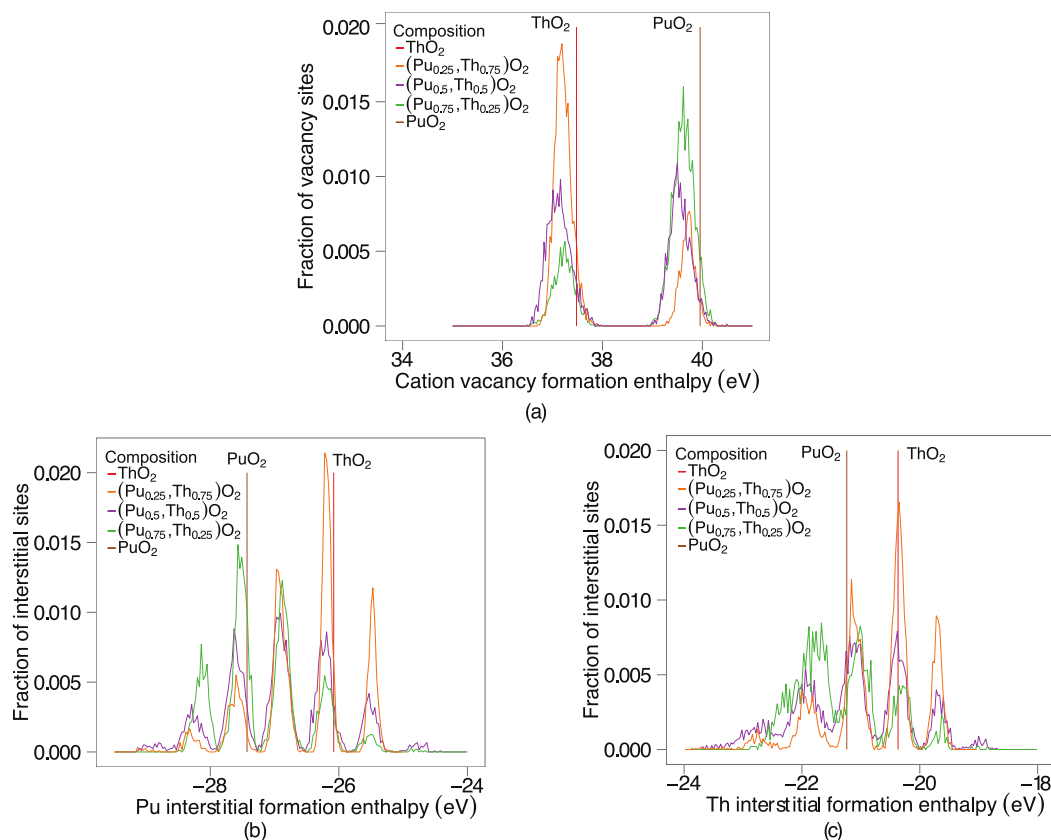 ThO₂ PuO₂
Composition
ThO₂
(Pu₀.₂₅,Th₀.₇₅)O₂
(Pu₀.₅,Th₀.₅)O₂
(Pu₀.₇₅,Th₀.₂₅)O₂
PuO₂
Fraction of vacancy sites
0.020
0.015
0.010
0.005
0.000
34 36 38 40
Cation vacancy formation enthalpy (eV)
(a)
PuO₂ ThO₂
Composition
ThO₂
(Pu₀.₂₅,Th₀.₇₅)O₂
(Pu₀.₅,Th₀.₅)O₂
(Pu₀.₇₅,Th₀.₂₅)O₂
PuO₂
Fraction of interstitial sites
0.020
0.015
0.010
0.005
0.000
−28 −26 −24
Pu interstitial formation enthalpy (eV)
(b)
PuO₂ ThO₂
Composition
ThO₂
(Pu₀.₂₅,Th₀.₇₅)O₂
(Pu₀.₅,Th₀.₅)O₂
(Pu₀.₇₅,Th₀.₂₅)O₂
PuO₂
Fraction of interstitial sites
0.020
0.015
0.010
0.005
0.000
−24 −22 −20 −18
Th interstitial formation enthalpy (eV)
(c)